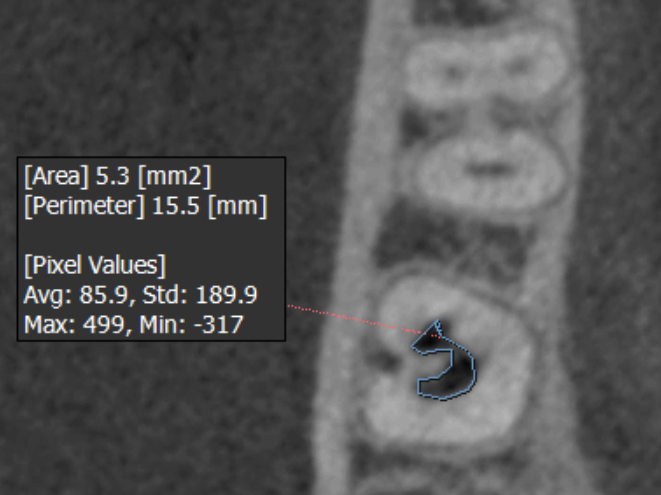 [Area] 5.3 [mm2]
[Perimeter] 15.5 [mm]
[Pixel Values]
Avg: 85.9, Std: 189.9
Max: 499, Min: -317